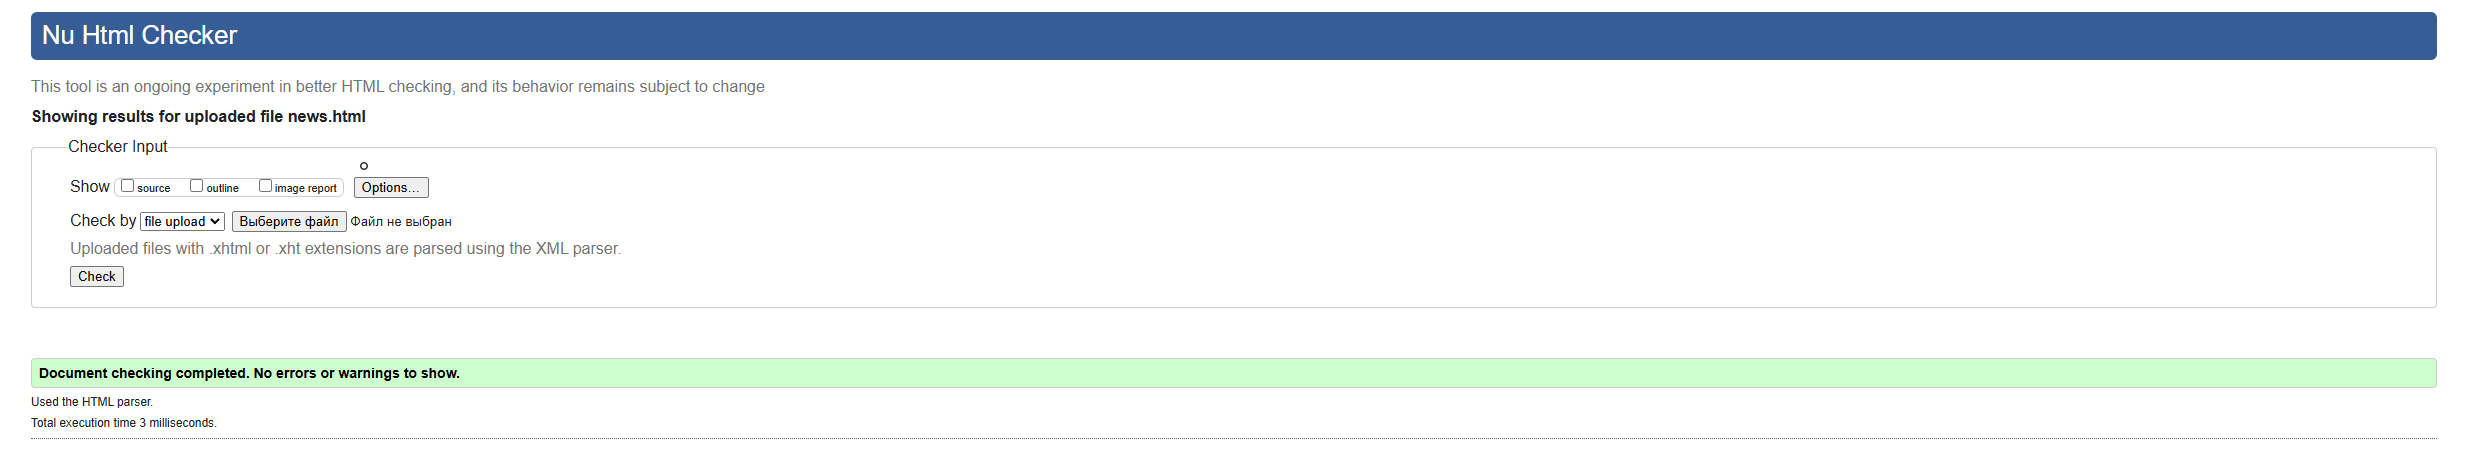 Nu Html Checker
This tool is an ongoing experiment in better HTML checking, and its behavior remains subject to change
Showing results for uploaded file news.html
Checker Input
Show source outline image report Options...
Check by file upload Выберите файл Файл не выбран
Uploaded files with .xhtml or .xht extensions are parsed using the XML parser.
Check
Document checking completed. No errors or warnings to show.
Used the HTML parser.
Total execution time 3 milliseconds.